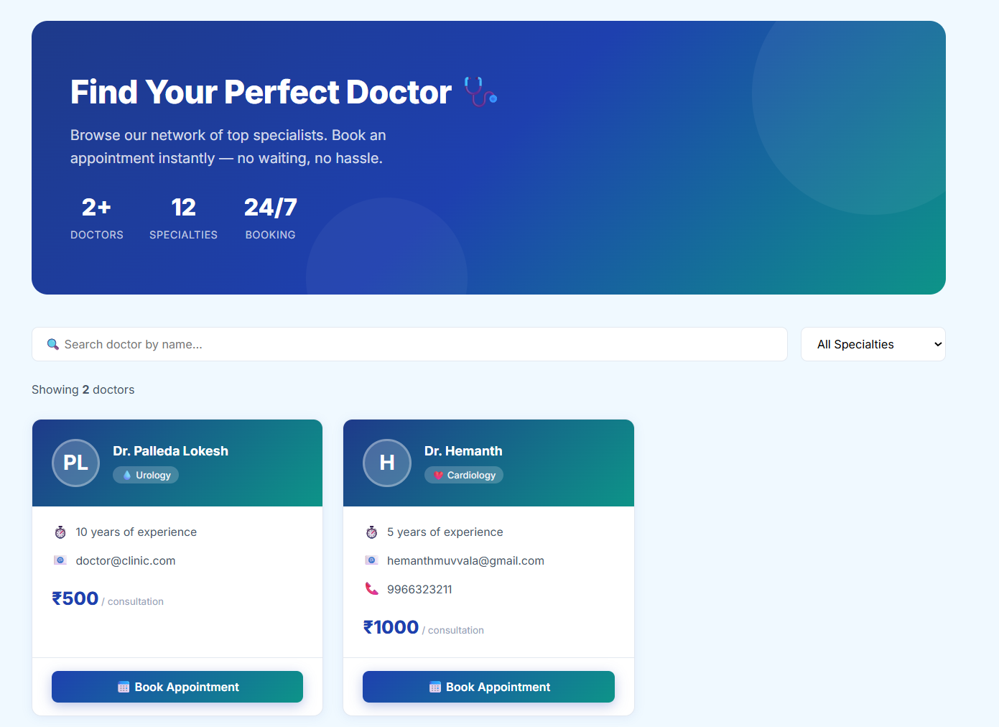 Find Your Perfect Doctor
Browse our network of top specialists. Book an
appointment instantly — no waiting, no hassle.
2+ 12 24/7
DOCTORS SPECIALTIES BOOKING
Search doctor by name...
All Specialties
Showing 2 doctors
PL
Dr. Palleda Lokesh
Urology
10 years of experience
doctor@clinic.com
₹500 / consultation
Book Appointment
H
Dr. Hemanth
Cardiology
5 years of experience
hemanthmuvvala@gmail.com
9966323211
₹1000 / consultation
Book Appointment